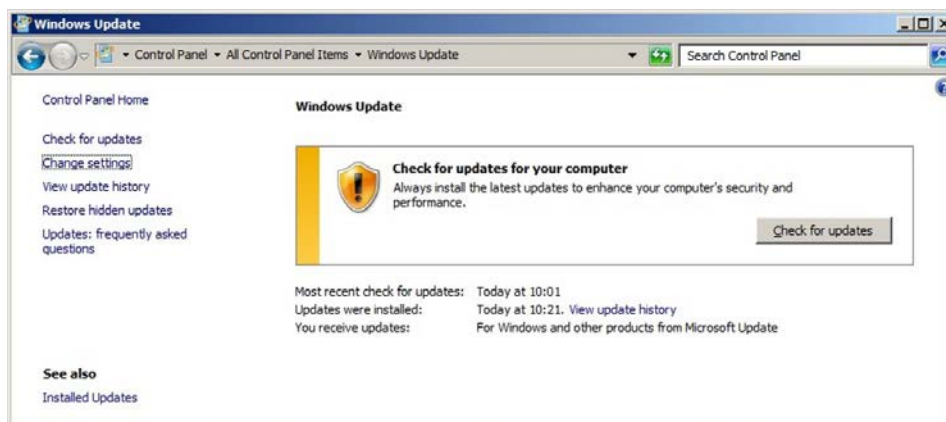 Windows Update
Control Panel
All Control Panel Items
Windows Update
Search Control Panel
Control Panel Home
Check for updates
Change settings
View update history
Restore hidden updates
Updates: frequently asked
questions
See also
Installed Updates
Windows Update
Check for updates for your computer
Always install the latest updates to enhance your computer's security and
performance.
Check for updates
Most recent check for updates: Today at 10:01
Updates were installed: Today at 10:21. View update history
You receive updates: For Windows and other products from Microsoft Update